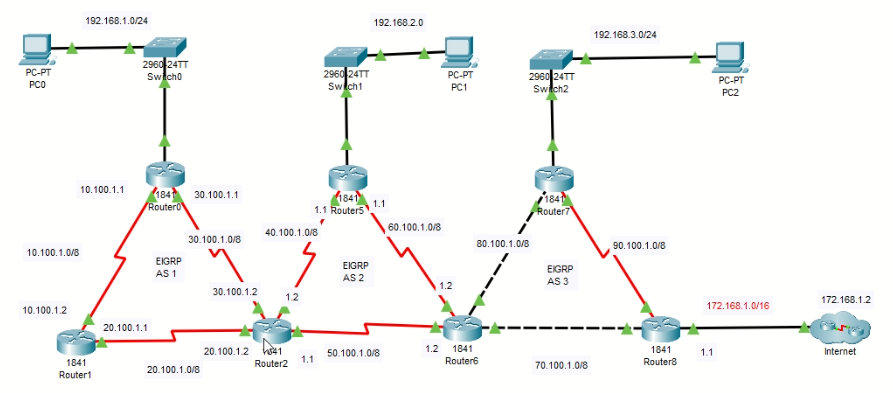 192.168.1.0/24
192.168.2.0
192.168.3.0/24
PC-PT
PC0
2960-24TT
Switch0
2960-24TT
Switch1
PC-PT
PC1
2960-24TT
Switch2
PC-PT
PC2
10.100.1.1
1841
Router0
30.100.1.1
1.1
1841
Router5
1.1
1841
Router7
10.100.1.0/8
30.100.1.0/8
40.100.1.0/8
60.100.1.0/8
80.100.1.0/8
90.100.1.0/8
EIGRP
AS 1
EIGRP
AS 2
EIGRP
AS 3
10.100.1.2
30.100.1.2
1.2
1.2
172.168.1.0/16
172.168.1.2
20.100.1.1
1841
Router1
20.100.1.0/8
20.100.1.2
1841
Router2
1.1
50.100.1.0/8
1.2
1841
Router6
70.100.1.0/8
1841
Router8
1.1
Internet